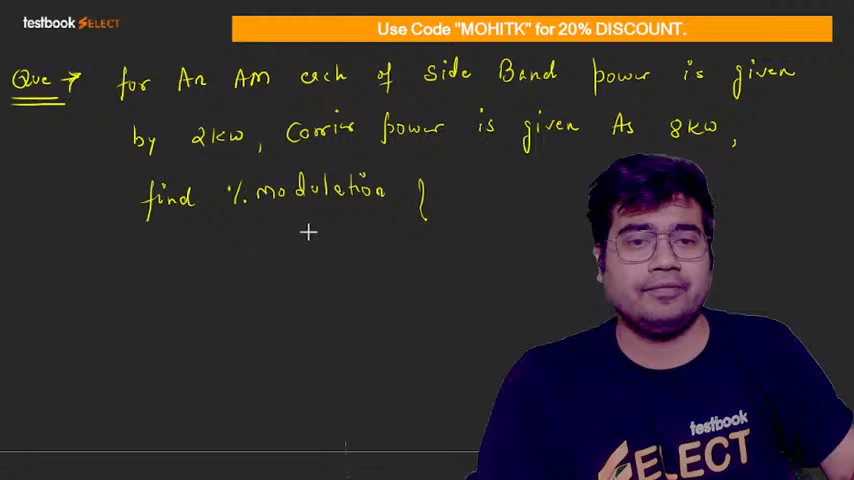 testbook SELECT
Use Code "MOHITK" for 20% DISCOUNT.
Que → for An AM each of side Band power is given
by 2kw, Carrier power is given As 8kw,
find % modulation {
testbook
SELECT